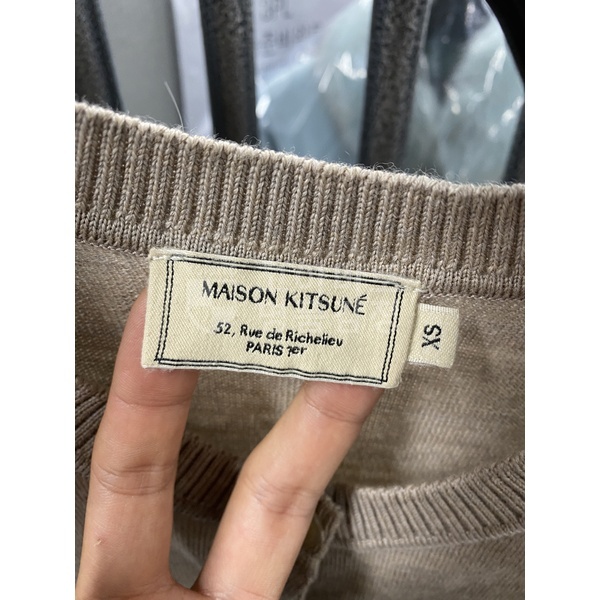 MAISON KITSUNÉ
52, Rue de Richelieu
PARIS 1er
XS